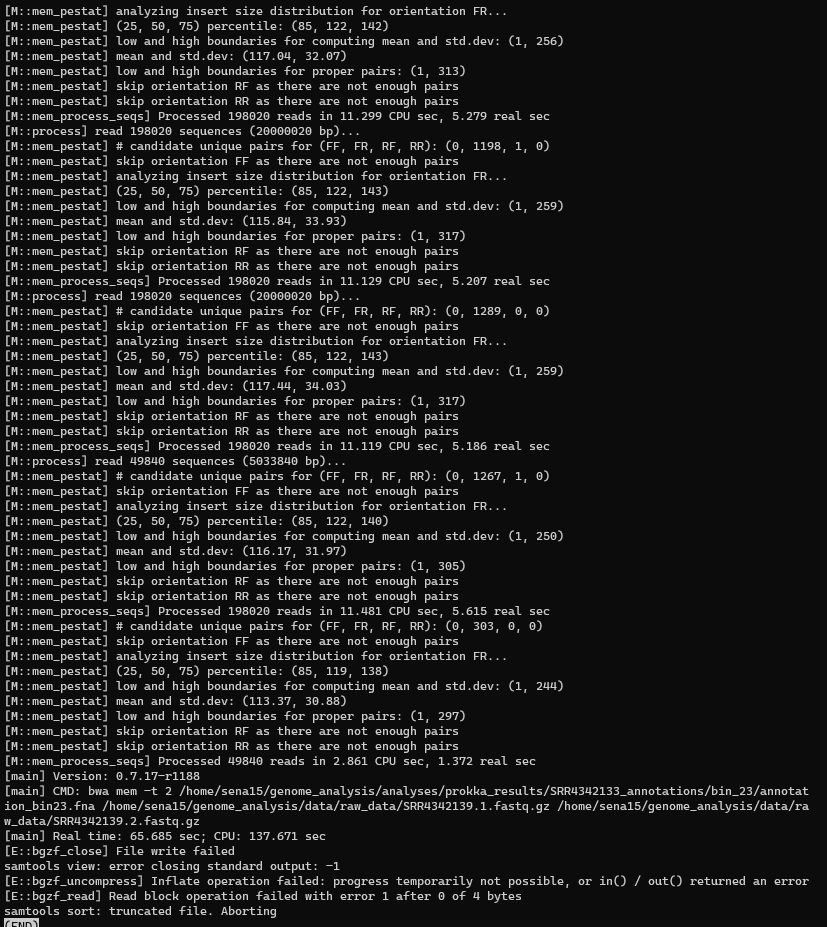 [M::mem_pestat] analyzing insert size distribution for orientation FR...
[M::mem_pestat] (25, 50, 75) percentile: (85, 122, 142)
[M::mem_pestat] low and high boundaries for computing mean and std.dev: (1, 256)
[M::mem_pestat] mean and std.dev: (117.04, 32.07)
[M::mem_pestat] low and high boundaries for proper pairs: (1, 313)
[M::mem_pestat] skip orientation RF as there are not enough pairs
[M::mem_pestat] skip orientation RR as there are not enough pairs
[M::mem_process_seqs] Processed 198020 reads in 11.299 CPU sec, 5.279 real sec
[M::process] read 198020 sequences (20000020 bp)...
[M::mem_pestat] # candidate unique pairs for (FF, FR, RF, RR): (0, 1198, 1, 0)
[M::mem_pestat] skip orientation FF as there are not enough pairs
[M::mem_pestat] analyzing insert size distribution for orientation FR...
[M::mem_pestat] (25, 50, 75) percentile: (85, 122, 143)
[M::mem_pestat] low and high boundaries for computing mean and std.dev: (1, 259)
[M::mem_pestat] mean and std.dev: (115.84, 33.93)
[M::mem_pestat] low and high boundaries for proper pairs: (1, 317)
[M::mem_pestat] skip orientation RF as there are not enough pairs
[M::mem_pestat] skip orientation RR as there are not enough pairs
[M::mem_process_seqs] Processed 198020 reads in 11.129 CPU sec, 5.207 real sec
[M::process] read 198020 sequences (20000020 bp)...
[M::mem_pestat] # candidate unique pairs for (FF, FR, RF, RR): (0, 1289, 0, 0)
[M::mem_pestat] skip orientation FF as there are not enough pairs
[M::mem_pestat] analyzing insert size distribution for orientation FR...
[M::mem_pestat] (25, 50, 75) percentile: (85, 122, 143)
[M::mem_pestat] low and high boundaries for computing mean and std.dev: (1, 259)
[M::mem_pestat] mean and std.dev: (117.44, 34.03)
[M::mem_pestat] low and high boundaries for proper pairs: (1, 317)
[M::mem_pestat] skip orientation RF as there are not enough pairs
[M::mem_pestat] skip orientation RR as there are not enough pairs
[M::mem_process_seqs] Processed 198020 reads in 11.119 CPU sec, 5.186 real sec
[M::process] read 49840 sequences (5033840 bp)...
[M::mem_pestat] # candidate unique pairs for (FF, FR, RF, RR): (0, 1267, 1, 0)
[M::mem_pestat] skip orientation FF as there are not enough pairs
[M::mem_pestat] analyzing insert size distribution for orientation FR...
[M::mem_pestat] (25, 50, 75) percentile: (85, 122, 140)
[M::mem_pestat] low and high boundaries for computing mean and std.dev: (1, 250)
[M::mem_pestat] mean and std.dev: (116.17, 31.97)
[M::mem_pestat] low and high boundaries for proper pairs: (1, 305)
[M::mem_pestat] skip orientation RF as there are not enough pairs
[M::mem_pestat] skip orientation RR as there are not enough pairs
[M::mem_process_seqs] Processed 198020 reads in 11.481 CPU sec, 5.615 real sec
[M::mem_pestat] # candidate unique pairs for (FF, FR, RF, RR): (0, 303, 0, 0)
[M::mem_pestat] skip orientation FF as there are not enough pairs
[M::mem_pestat] analyzing insert size distribution for orientation FR...
[M::mem_pestat] (25, 50, 75) percentile: (85, 119, 138)
[M::mem_pestat] low and high boundaries for computing mean and std.dev: (1, 244)
[M::mem_pestat] mean and std.dev: (113.37, 30.88)
[M::mem_pestat] low and high boundaries for proper pairs: (1, 297)
[M::mem_pestat] skip orientation RF as there are not enough pairs
[M::mem_pestat] skip orientation RR as there are not enough pairs
[M::mem_process_seqs] Processed 49840 reads in 2.861 CPU sec, 1.372 real sec
[main] Version: 0.7.17-r1188
[main] CMD: bwa mem -t 2 /home/sena15/genome_analysis/analyses/prokka_results/SRR4342133_annotations/bin_23/annotat
ion_bin23.fna /home/sena15/genome_analysis/data/raw_data/SRR4342139.1.fastq.gz /home/sena15/genome_analysis/data/ra
w_data/SRR4342139.2.fastq.gz
[main] Real time: 65.685 sec; CPU: 137.671 sec
[E::bgzf_close] File write failed
samtools view: error closing standard output: -1
[E::bgzf_uncompress] Inflate operation failed: progress temporarily not possible, or in() / out() returned an error
[E::bgzf_read] Read block operation failed with error 1 after 0 of 4 bytes
samtools sort: truncated file. Aborting
(END)